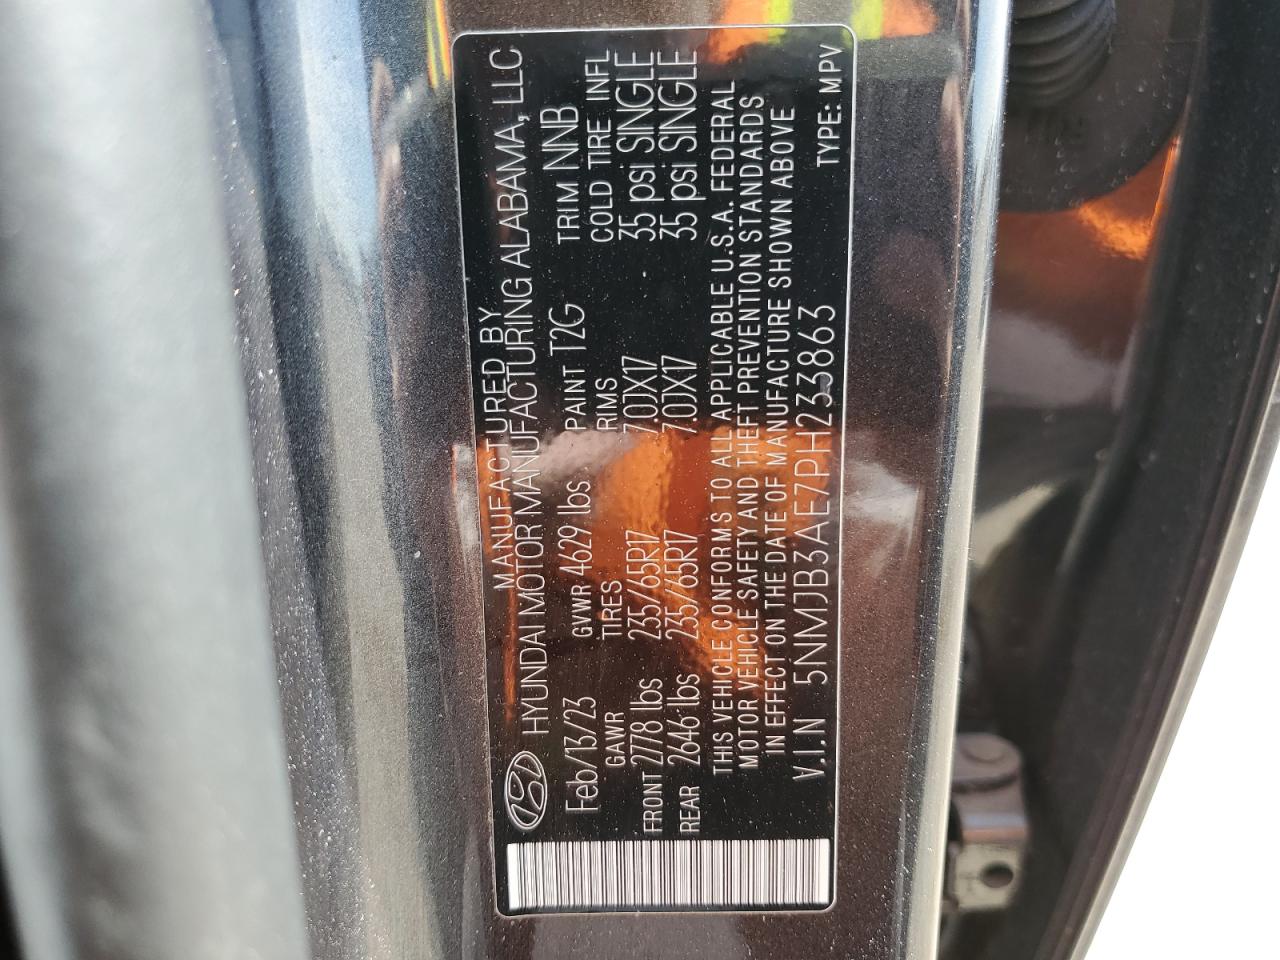 MANUFACTURED BY
HYUNDAI MOTOR MANUFACTURING ALABAMA, LLC
Feb/13/23 GVWR 4629 lbs PAINT T2G TRIM NNB
GAWR TIRES RIMS COLD TIRE INFL
FRONT 2778 lbs 235/65R17 7.0JX17 35 psi SINGLE
REAR 2646 lbs 235/65R17 7.0JX17 35 psi SINGLE
THIS VEHICLE CONFORMS TO ALL APPLICABLE U.S.A. FEDERAL
MOTOR VEHICLE SAFETY AND THEFT PREVENTION STANDARDS
IN EFFECT ON THE DATE OF MANUFACTURE SHOWN ABOVE
V.I.N 5NMJB3AE7PH233863 TYPE: MPV